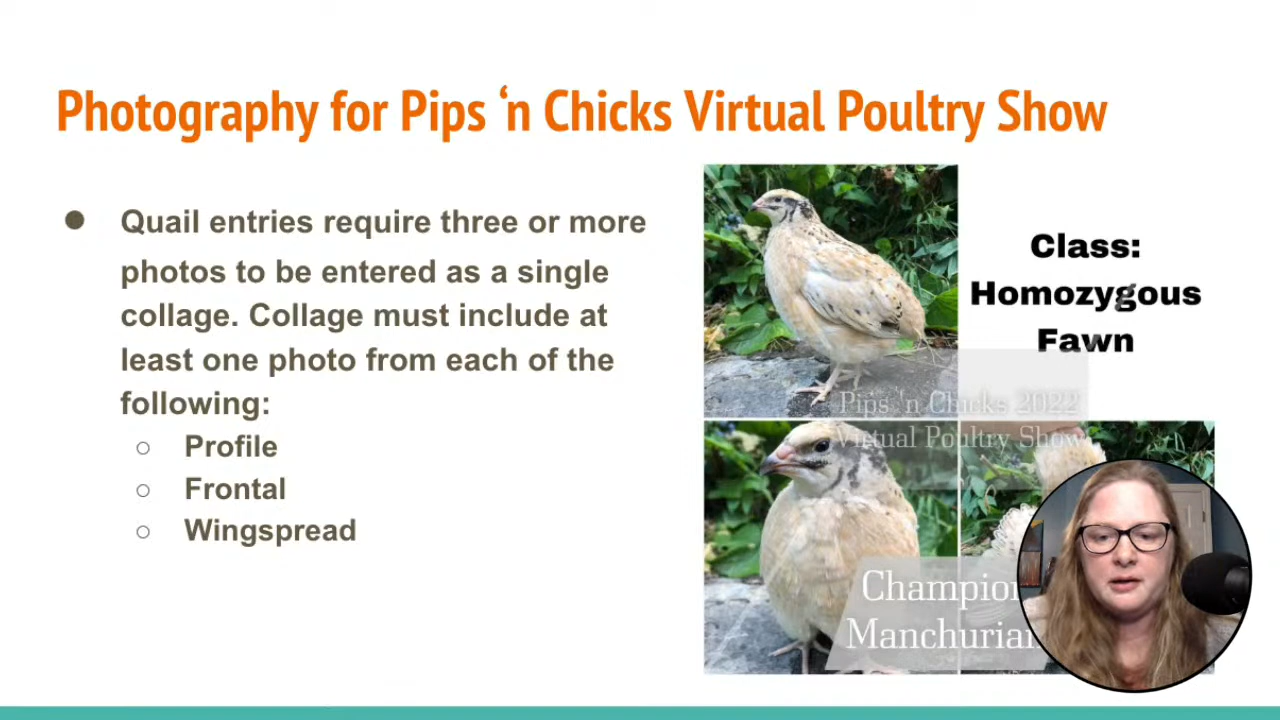 Photography for Pips ‘n Chicks Virtual Poultry Show
● Quail entries require three or more
photos to be entered as a single
collage. Collage must include at
least one photo from each of the
following:
○ Profile
○ Frontal
○ Wingspread
Class:
Homozygous
Fawn
Pips 'n Chicks 2022
Virtual Poultry Show
Champion
Manchurian